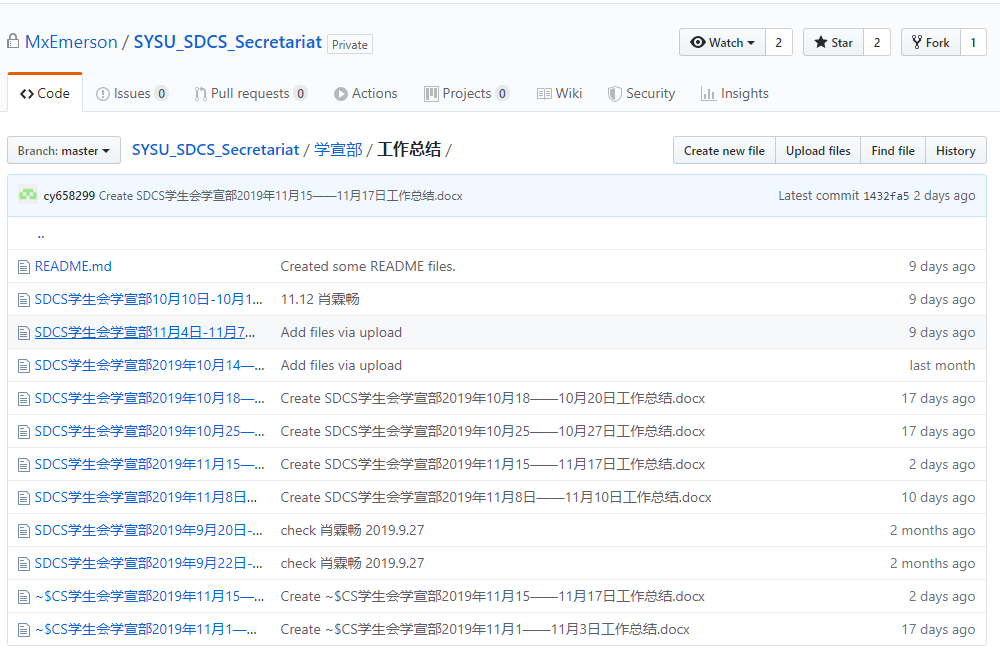 MxEmerson / SYSU_SDCS_Secretariat Private Watch 2 Star 2 Fork 1
Code Issues 0 Pull requests 0 Actions Projects 0 Wiki Security Insights
Branch: master SYSU_SDCS_Secretariat / 学宣部 / 工作总结 / Create new file Upload files Find file History
cy658299 Create SDCS学生会学宣部2019年11月15——11月17日工作总结.docx Latest commit 1432fa5 2 days ago
..
README.md Created some README files. 9 days ago
SDCS学生会学宣部10月10日-10月1... 11.12 肖霖畅 9 days ago
SDCS学生会学宣部11月4日-11月7... Add files via upload 9 days ago
SDCS学生会学宣部2019年10月14—... Add files via upload last month
SDCS学生会学宣部2019年10月18—... Create SDCS学生会学宣部2019年10月18——10月20日工作总结.docx 17 days ago
SDCS学生会学宣部2019年10月25—... Create SDCS学生会学宣部2019年10月25——10月27日工作总结.docx 17 days ago
SDCS学生会学宣部2019年11月15—... Create SDCS学生会学宣部2019年11月15——11月17日工作总结.docx 2 days ago
SDCS学生会学宣部2019年11月8日... Create SDCS学生会学宣部2019年11月8日——11月10日工作总结.docx 10 days ago
SDCS学生会学宣部2019年9月20日-... check 肖霖畅 2019.9.27 2 months ago
SDCS学生会学宣部2019年9月22日-... check 肖霖畅 2019.9.27 2 months ago
~$CS学生会学宣部2019年11月15—... Create ~$CS学生会学宣部2019年11月15——11月17日工作总结.docx 2 days ago
~$CS学生会学宣部2019年11月1—... Create ~$CS学生会学宣部2019年11月1——11月3日工作总结.docx 17 days ago